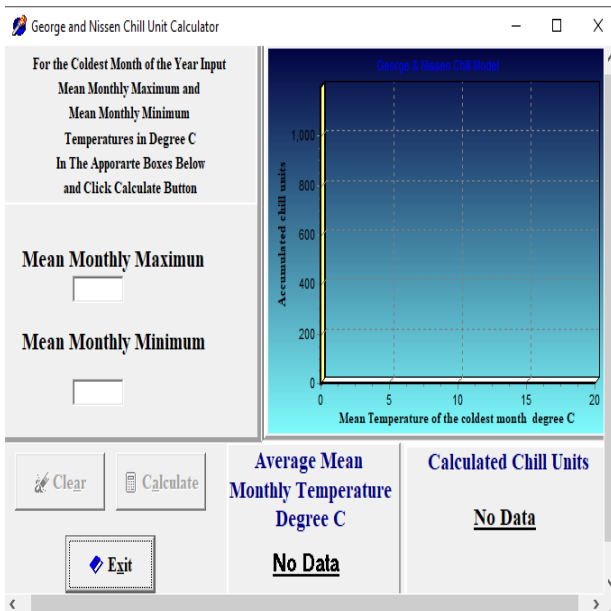 George and Nissen Chill Unit Calculator
For the Coldest Month of the Year Input
Mean Monthly Maximum and
Mean Monthly Minimum
Temperatures in Degree C
In The Apporarte Boxes Below
and Click Calculate Button
Mean Monthly Maximun
Mean Monthly Minimum
George & Nissen Chill Model
Accumulated chill units
1,000
800
600
400
200
0
0 5 10 15 20
Mean Temperature of the coldest month degree C
Clear
Calculate
Exit
Average Mean
Monthly Temperature
Degree C
No Data
Calculated Chill Units
No Data